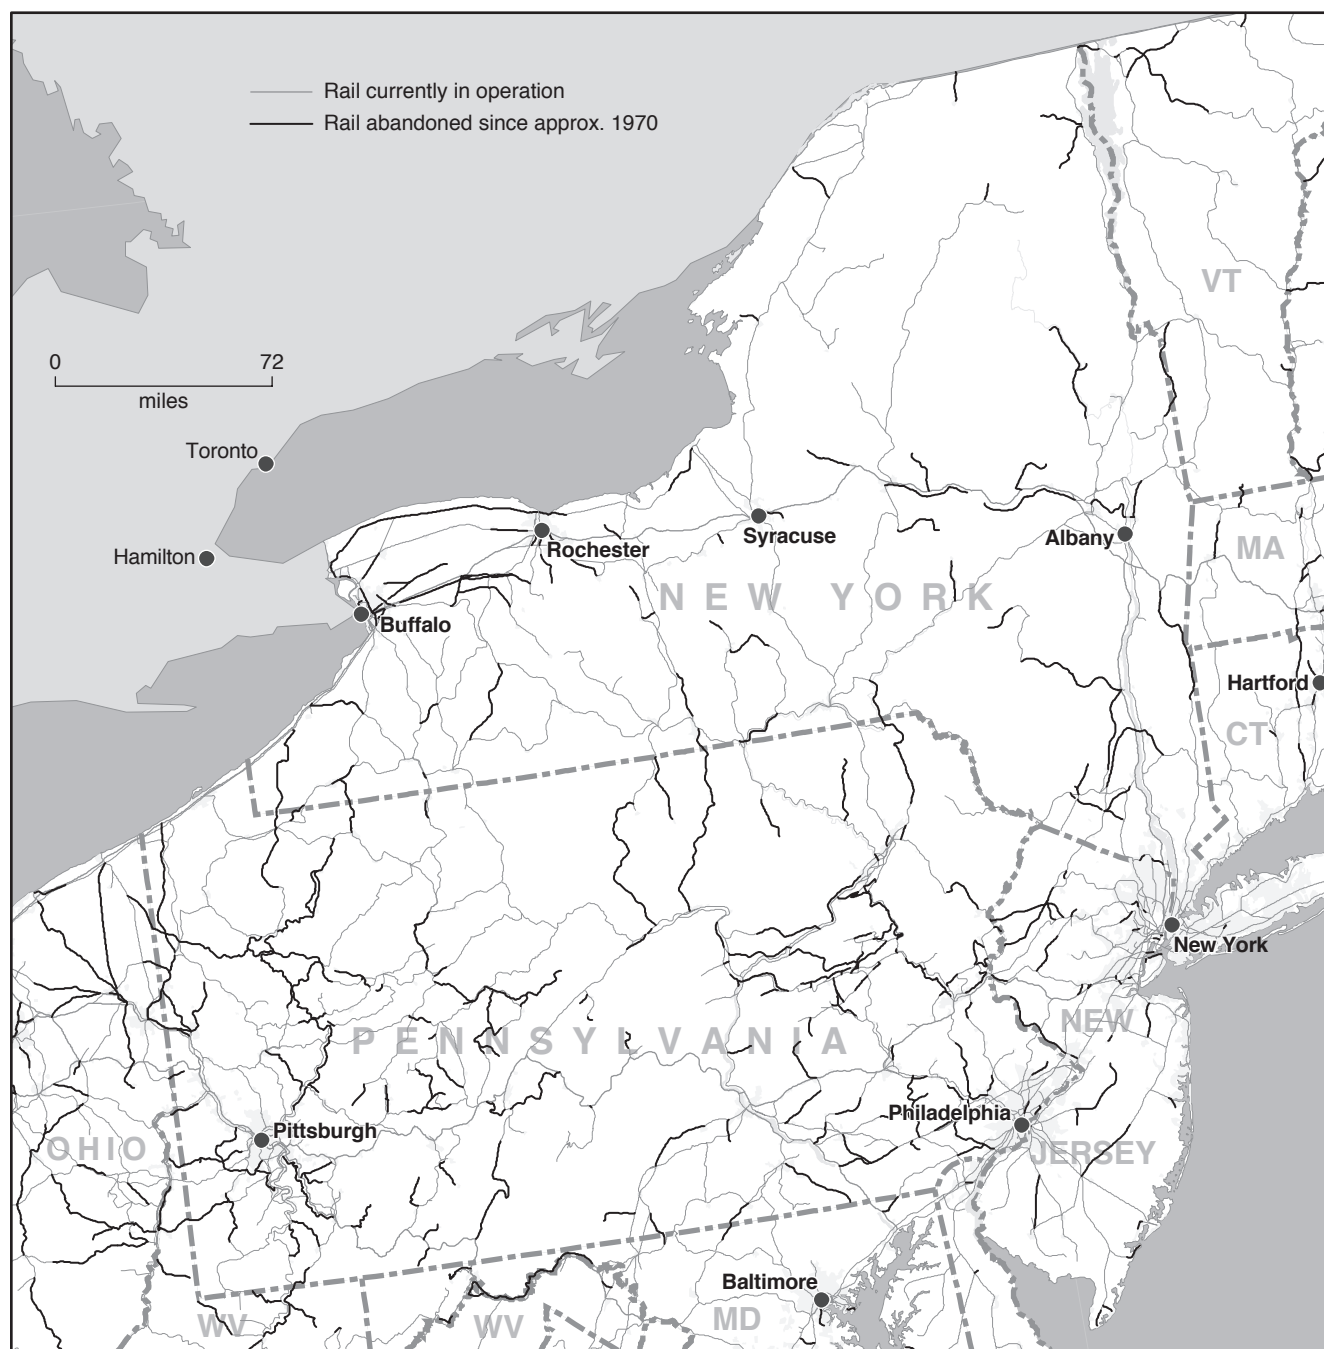 Rail currently in operation
Rail abandoned since approx. 1970
VT
0 72
miles
Toronto
Hamilton
Rochester
Syracuse
Albany
MA
NEW YORK
Buffalo
Hartford
CT
New York
NEW
PENNSYLVANIA
Philadelphia
Pittsburgh
OHIO
JERSEY
Baltimore
WV
WV
MD